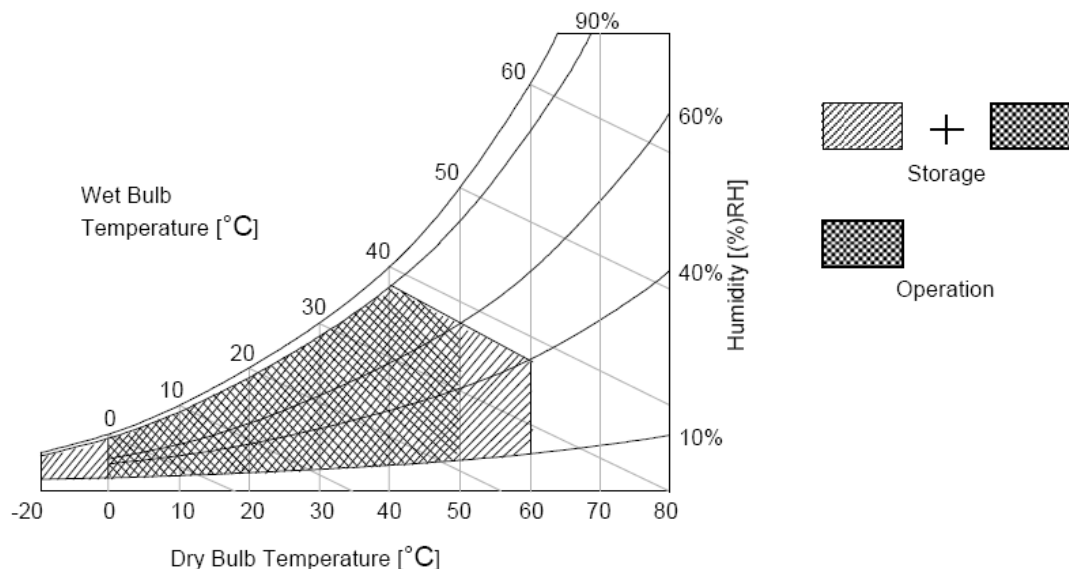 90%
60
60%
50
Storage
Wet Bulb
Temperature [°C]
40
40%
Humidity [(%)RH]
30
Operation
20
10
0
10%
-20 0 10 20 30 40 50 60 70 80
Dry Bulb Temperature [°C]